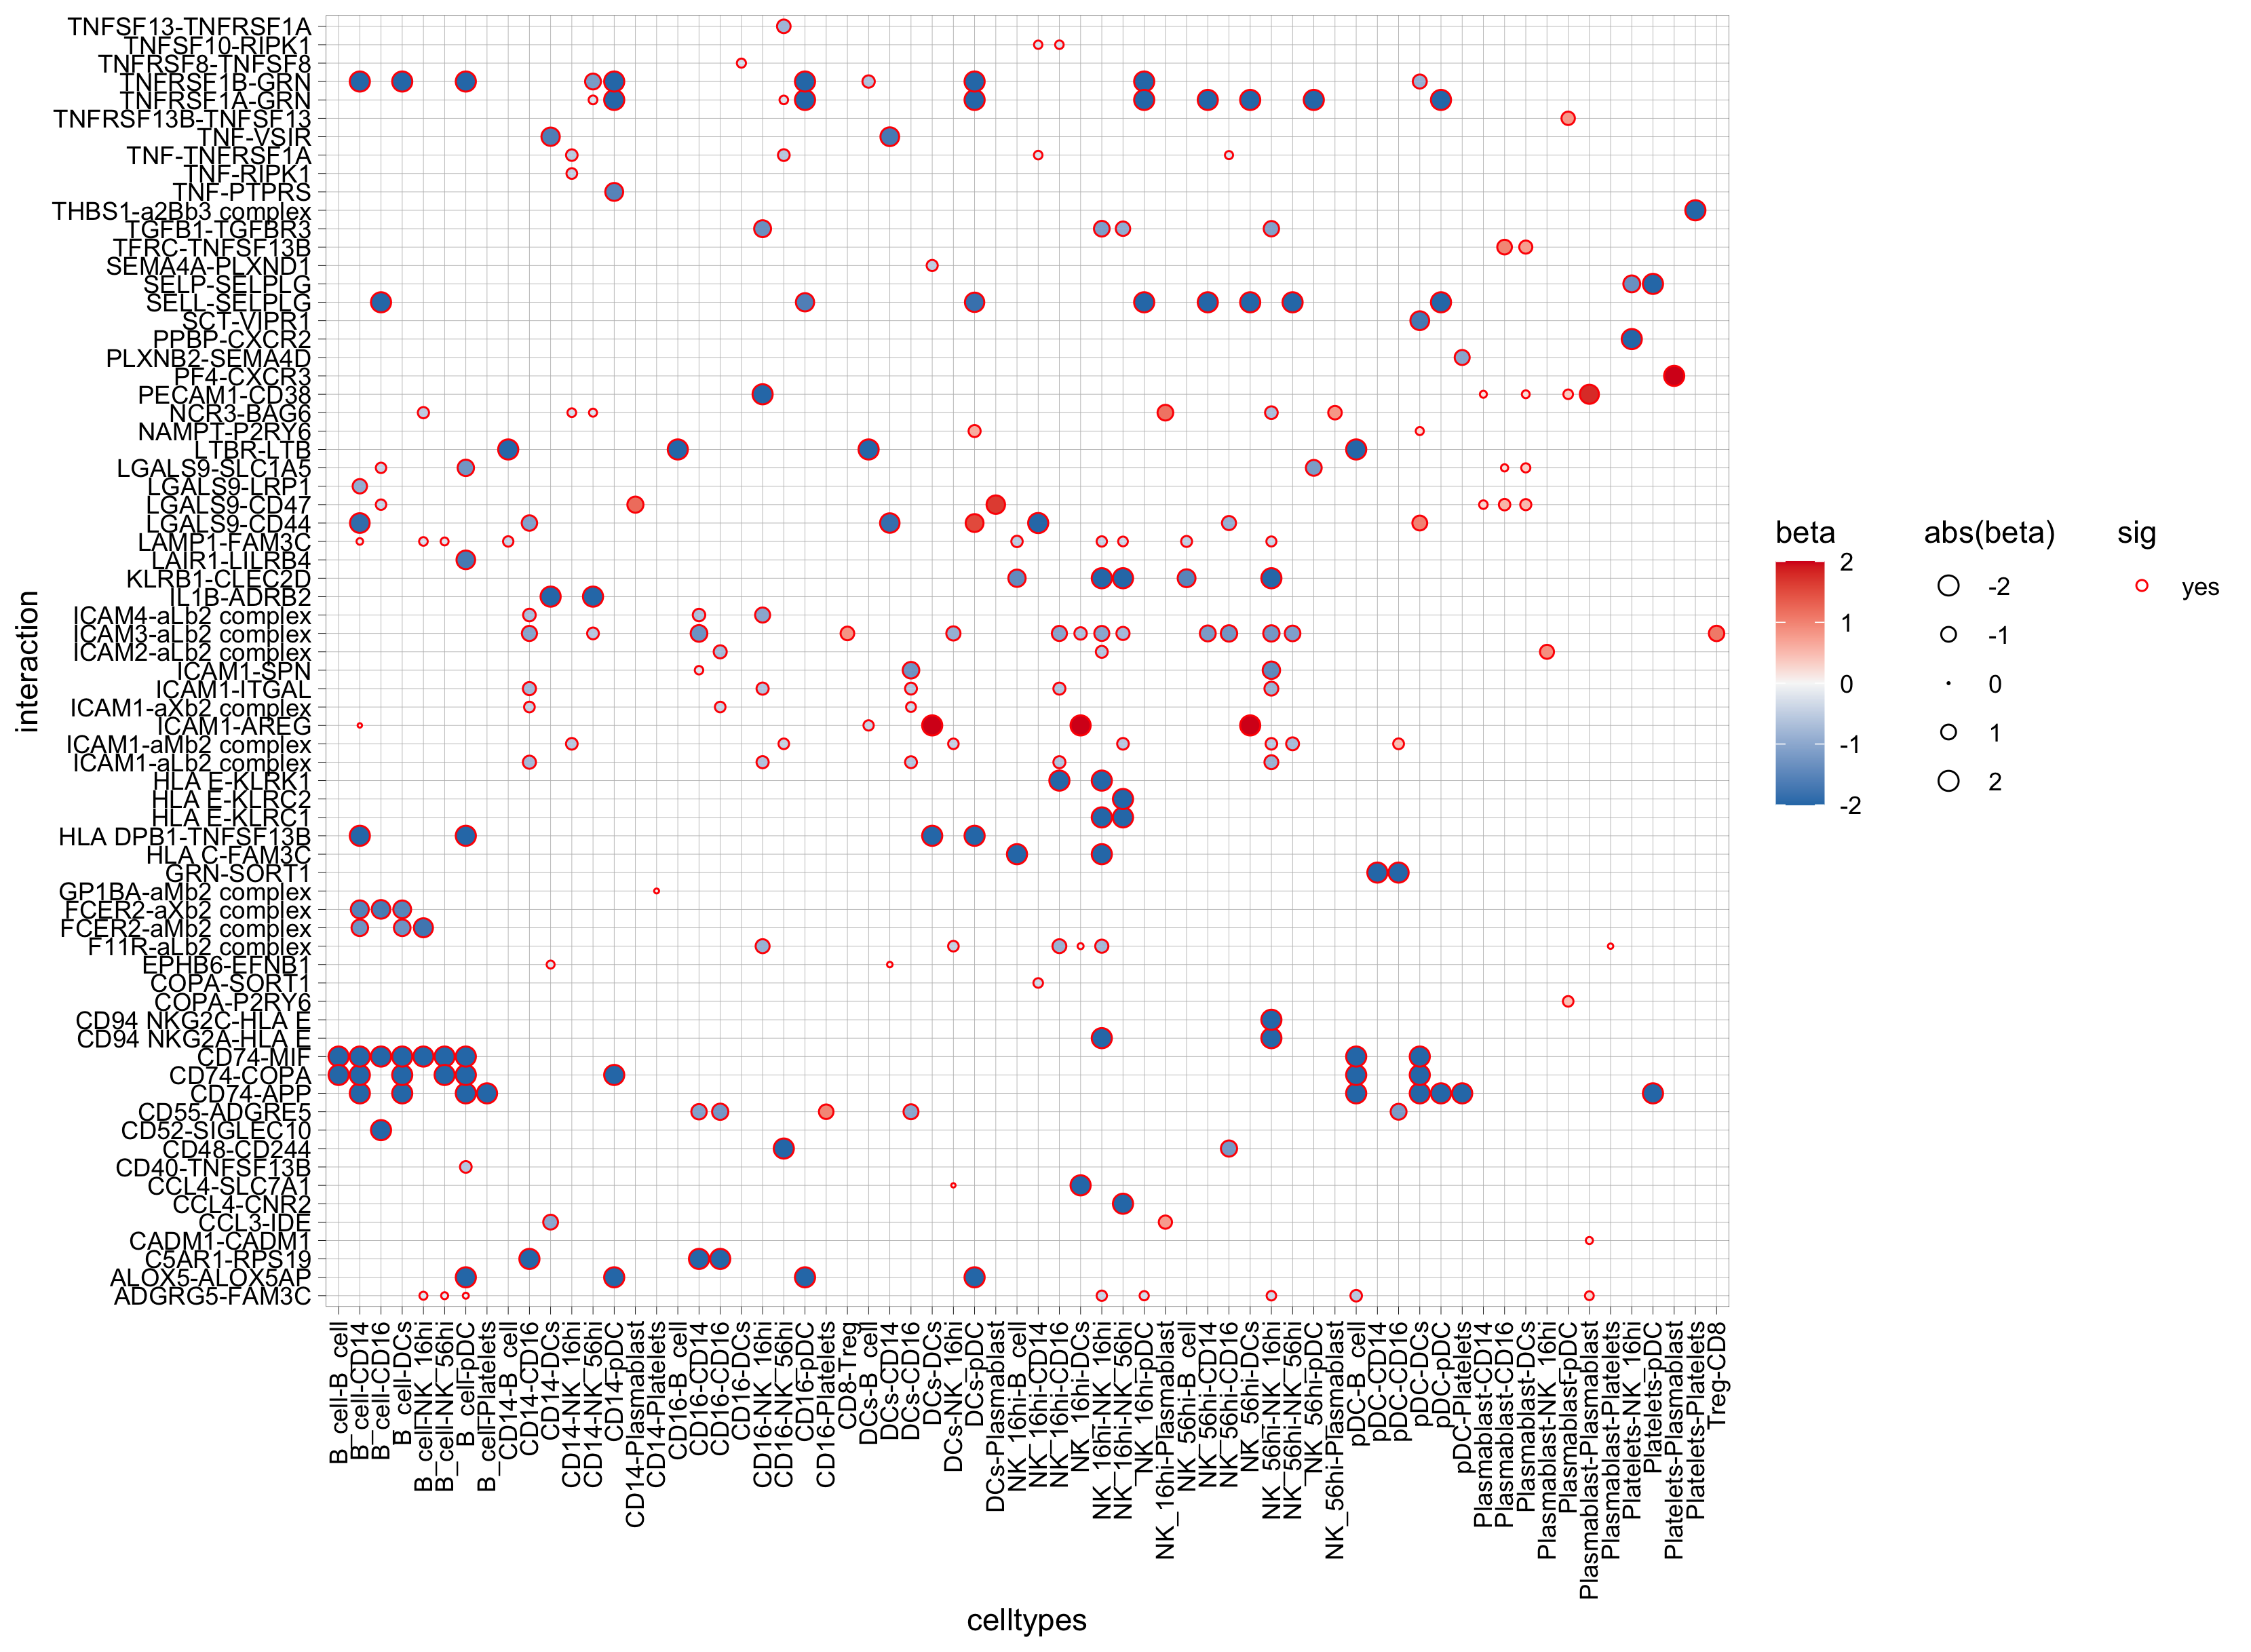 TNFSF13-TNFRSF1A
TNFSF10-RIPK1
TNFRSF8-TNFSF8
TNFRSF1B-GRN
TNFRSF1A-GRN
TNFRSF13B-TNFSF13
TNF-VSIR
TNF-TNFRSF1A
TNF-RIPK1
TNF-PTPRS
THBS1-a2Bb3 complex
TGFB1-TGFBR3
TFRC-TNFSF13B
SEMA4A-PLXND1
SELP-SELPLG
SELL-SELPLG
SCT-VIPR1
PPBP-CXCR2
PLXNB2-SEMA4D
PF4-CXCR3
PECAM1-CD38
NCR3-BAG6
NAMPT-P2RY6
LTBR-LTB
LGALS9-SLC1A5
LGALS9-LRP1
LGALS9-CD47
LGALS9-CD44
LAMP1-FAM3C
LAIR1-LILRB4
KLRB1-CLEC2D
IL1B-ADRB2
ICAM4-aLb2 complex
ICAM3-aLb2 complex
ICAM2-aLb2 complex
ICAM1-SPN
ICAM1-ITGAL
ICAM1-aXb2 complex
ICAM1-AREG
ICAM1-aMb2 complex
ICAM1-aLb2 complex
HLA E-KLRK1
HLA E-KLRC2
HLA E-KLRC1
HLA DPB1-TNFSF13B
HLA C-FAM3C
GRN-SORT1
GP1BA-aMb2 complex
FCER2-aXb2 complex
FCER2-aMb2 complex
F11R-aLb2 complex
EPHB6-EFNB1
COPA-SORT1
COPA-P2RY6
CD94 NKG2C-HLA E
CD94 NKG2A-HLA E
CD74-MIF
CD74-COPA
CD74-APP
CD55-ADGRE5
CD52-SIGLEC10
CD48-CD244
CD40-TNFSF13B
CCL4-SLC7A1
CCL4-CNR2
CCL3-IDE
CADM1-CADM1
C5AR1-RPS19
ALOX5-ALOX5AP
ADGRG5-FAM3C
interaction
B_cell-B_cell
B_cell-CD14
B_cell-CD16
B_cell-DCs
B_cell-NK_16hi
B_cell-NK_56hi
B_cell-pDC
B_cell-Platelets
CD14-B_cell
CD14-CD16
CD14-DCs
CD14-NK_16hi
CD14-NK_56hi
CD14-pDC
CD14-Plasmablast
CD14-Platelets
CD16-B_cell
CD16-CD14
CD16-CD16
CD16-DCs
CD16-NK_16hi
CD16-NK_56hi
CD16-pDC
CD16-Platelets
CD8-Treg
DCs-B_cell
DCs-CD14
DCs-CD16
DCs-DCs
DCs-NK_16hi
DCs-pDC
DCs-Plasmablast
NK_16hi-B_cell
NK_16hi-CD14
NK_16hi-CD16
NK_16hi-DCs
NK_16hi-NK_16hi
NK_16hi-NK_56hi
NK_16hi-pDC
NK_16hi-Plasmablast
NK_56hi-B_cell
NK_56hi-CD14
NK_56hi-CD16
NK_56hi-DCs
NK_56hi-NK_16hi
NK_56hi-NK_56hi
NK_56hi-pDC
NK_56hi-Plasmablast
pDC-B_cell
pDC-CD14
pDC-CD16
pDC-DCs
pDC-pDC
pDC-Platelets
Plasmablast-CD14
Plasmablast-CD16
Plasmablast-DCs
Plasmablast-NK_16hi
Plasmablast-pDC
Plasmablast-Plasmablast
Plasmablast-Platelets
Platelets-NK_16hi
Platelets-pDC
Platelets-Plasmablast
Platelets-Platelets
Treg-CD8
celltypes
beta
2
1
0
-1
-2
abs(beta)
-2
-1
0
1
2
sig
yes